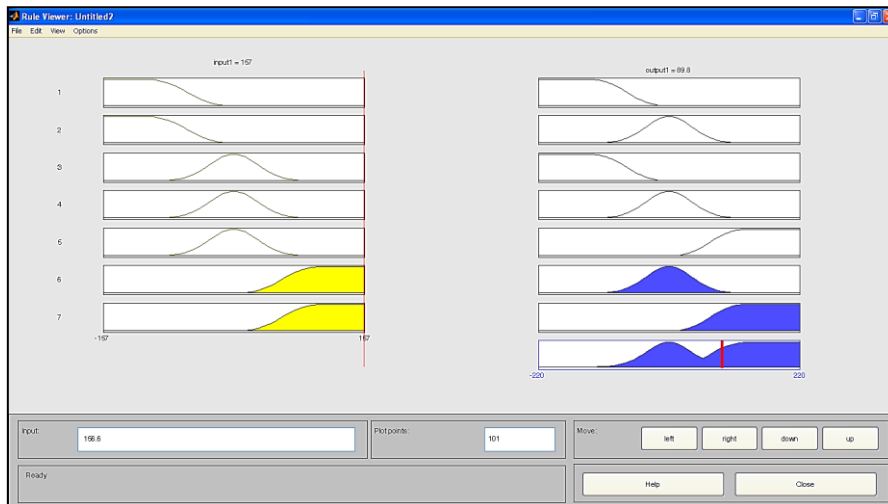 Rule Viewer: Untitled2
File Edit View Options
input1 = 157
output1 = 89.8
1
2
3
4
5
6
7
-157
157
-220
220
Input:
156.6
Plot points:
101
Move:
left
right
down
up
Ready
Help
Close